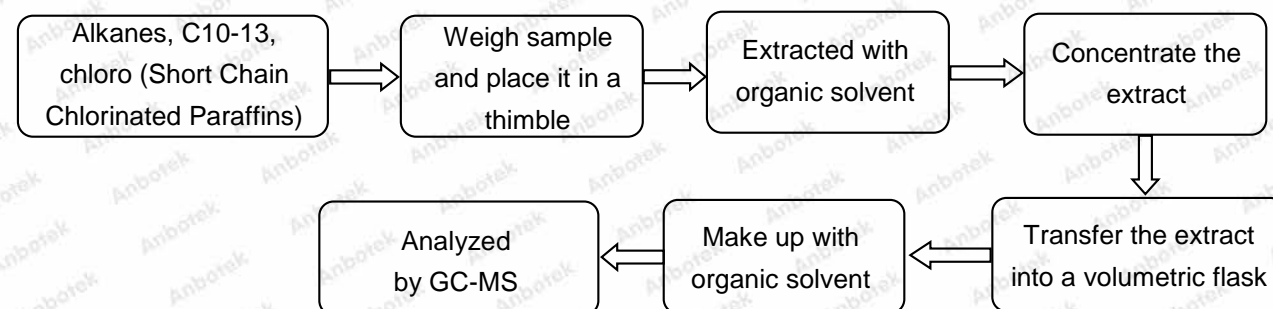 Alkanes, C10-13,
chloro (Short Chain
Chlorinated Paraffins)
Weigh sample
and place it in a
thimble
Extracted with
organic solvent
Concentrate the
extract
Transfer the extract
into a volumetric flask
Make up with
organic solvent
Analyzed
by GC-MS
Anbotek